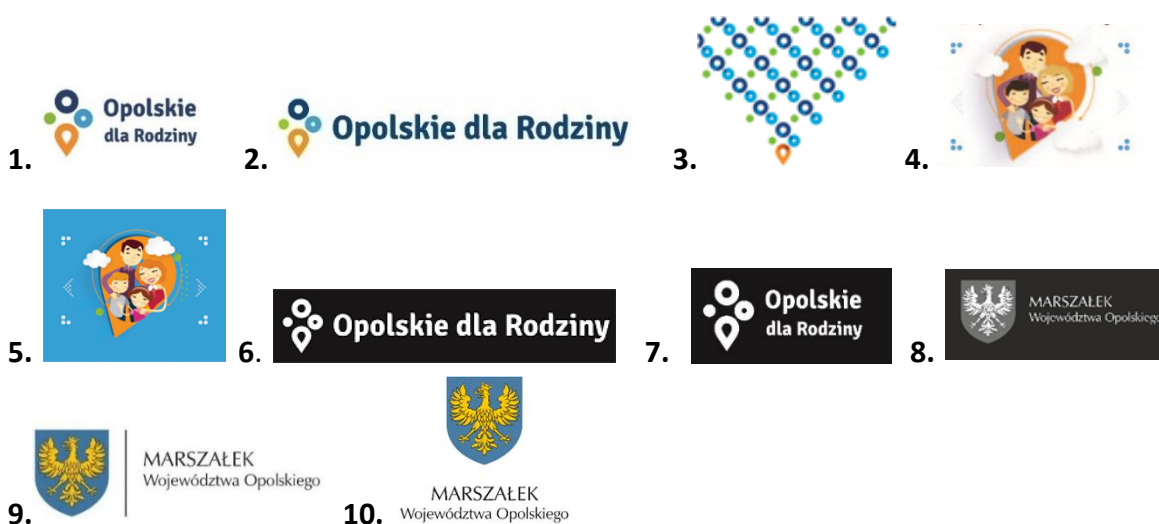 1.
Opolskie
dla Rodziny
2.
Opolskie dla Rodziny
3.
4.
5.
6.
Opolskie dla Rodziny
7.
Opolskie
dla Rodziny
8.
MARSZAŁEK
Województwa Opolskiego
9.
MARSZAŁEK
Województwa Opolskiego
10.
MARSZAŁEK
Województwa Opolskiego